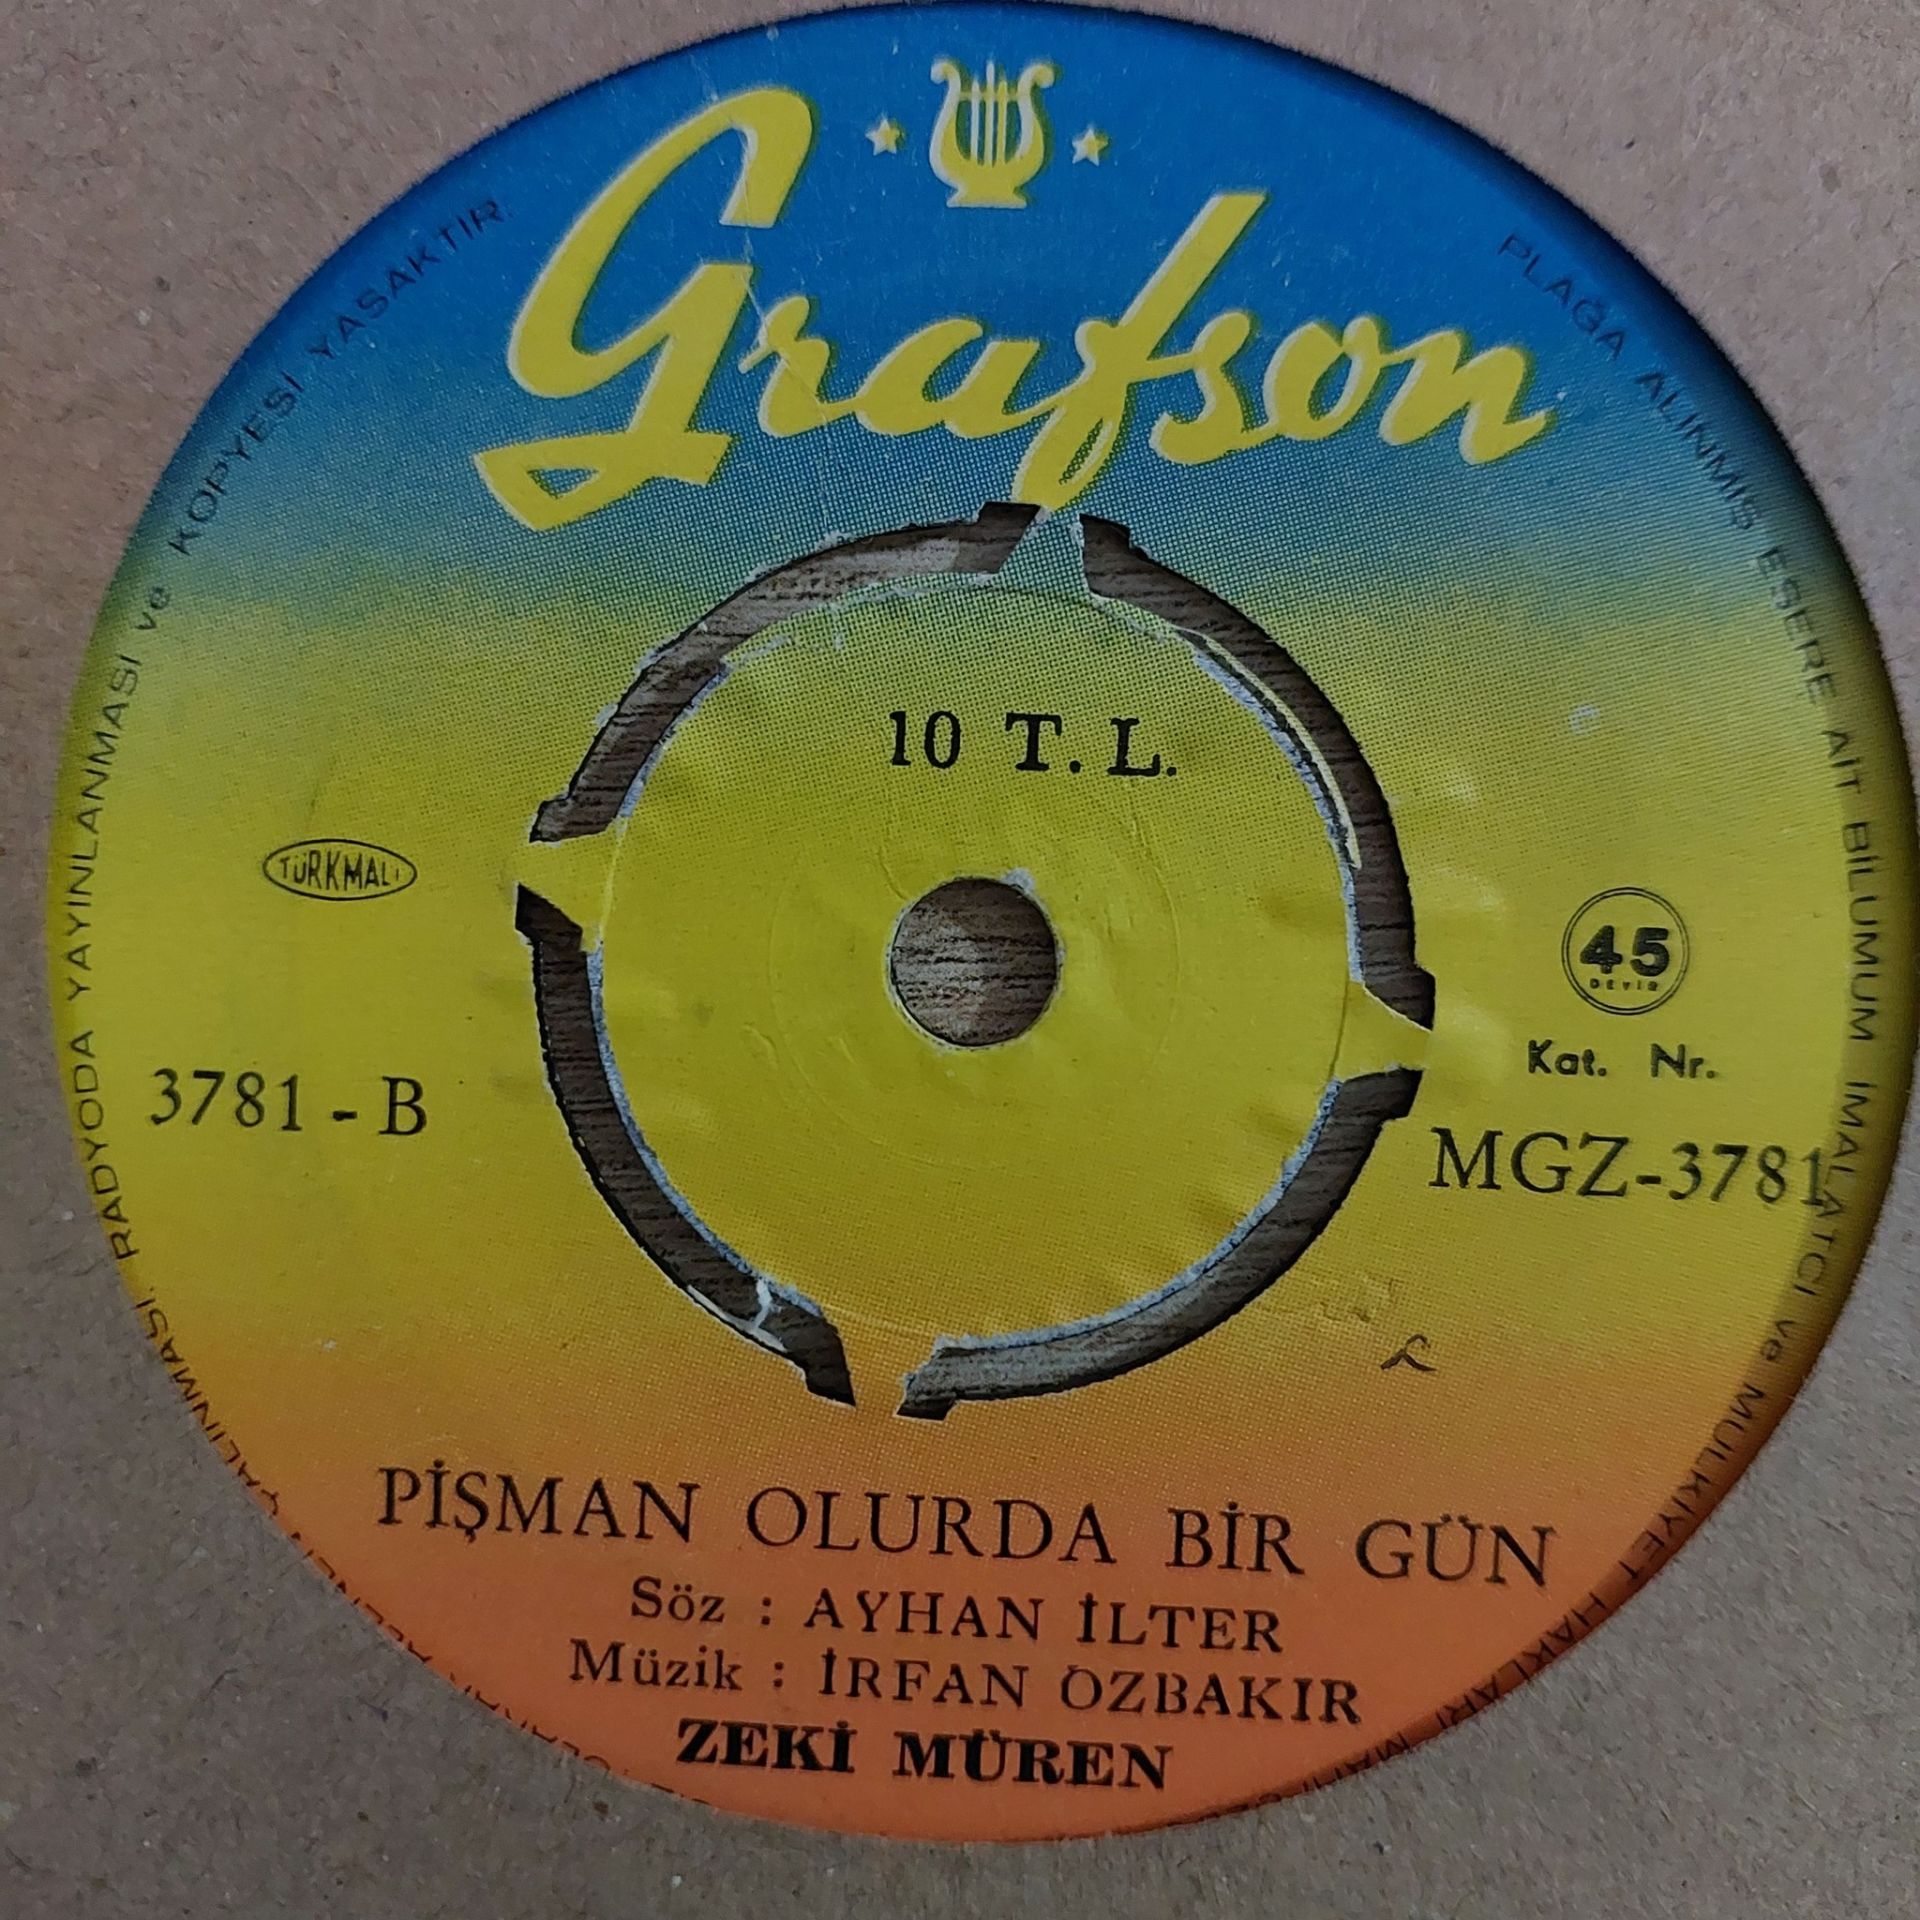 Grafson
10 T.L.
TÜRKMALI
45
DEVİR
Kat. Nr.
3781 - B
MGZ-3781
PİŞMAN OLURDA BİR GÜN
Söz : AYHAN İLTER
Müzik : İRFAN ÖZBAKIR
ZEKİ MÜREN
PLAĞA ALINMIŞ ESERE AİT BİLUMUM İMALATCI ve MÜLKİYET HAKLARI
RADYODA YAYINLANMASI ve KOPYESİ YASAKTIR.